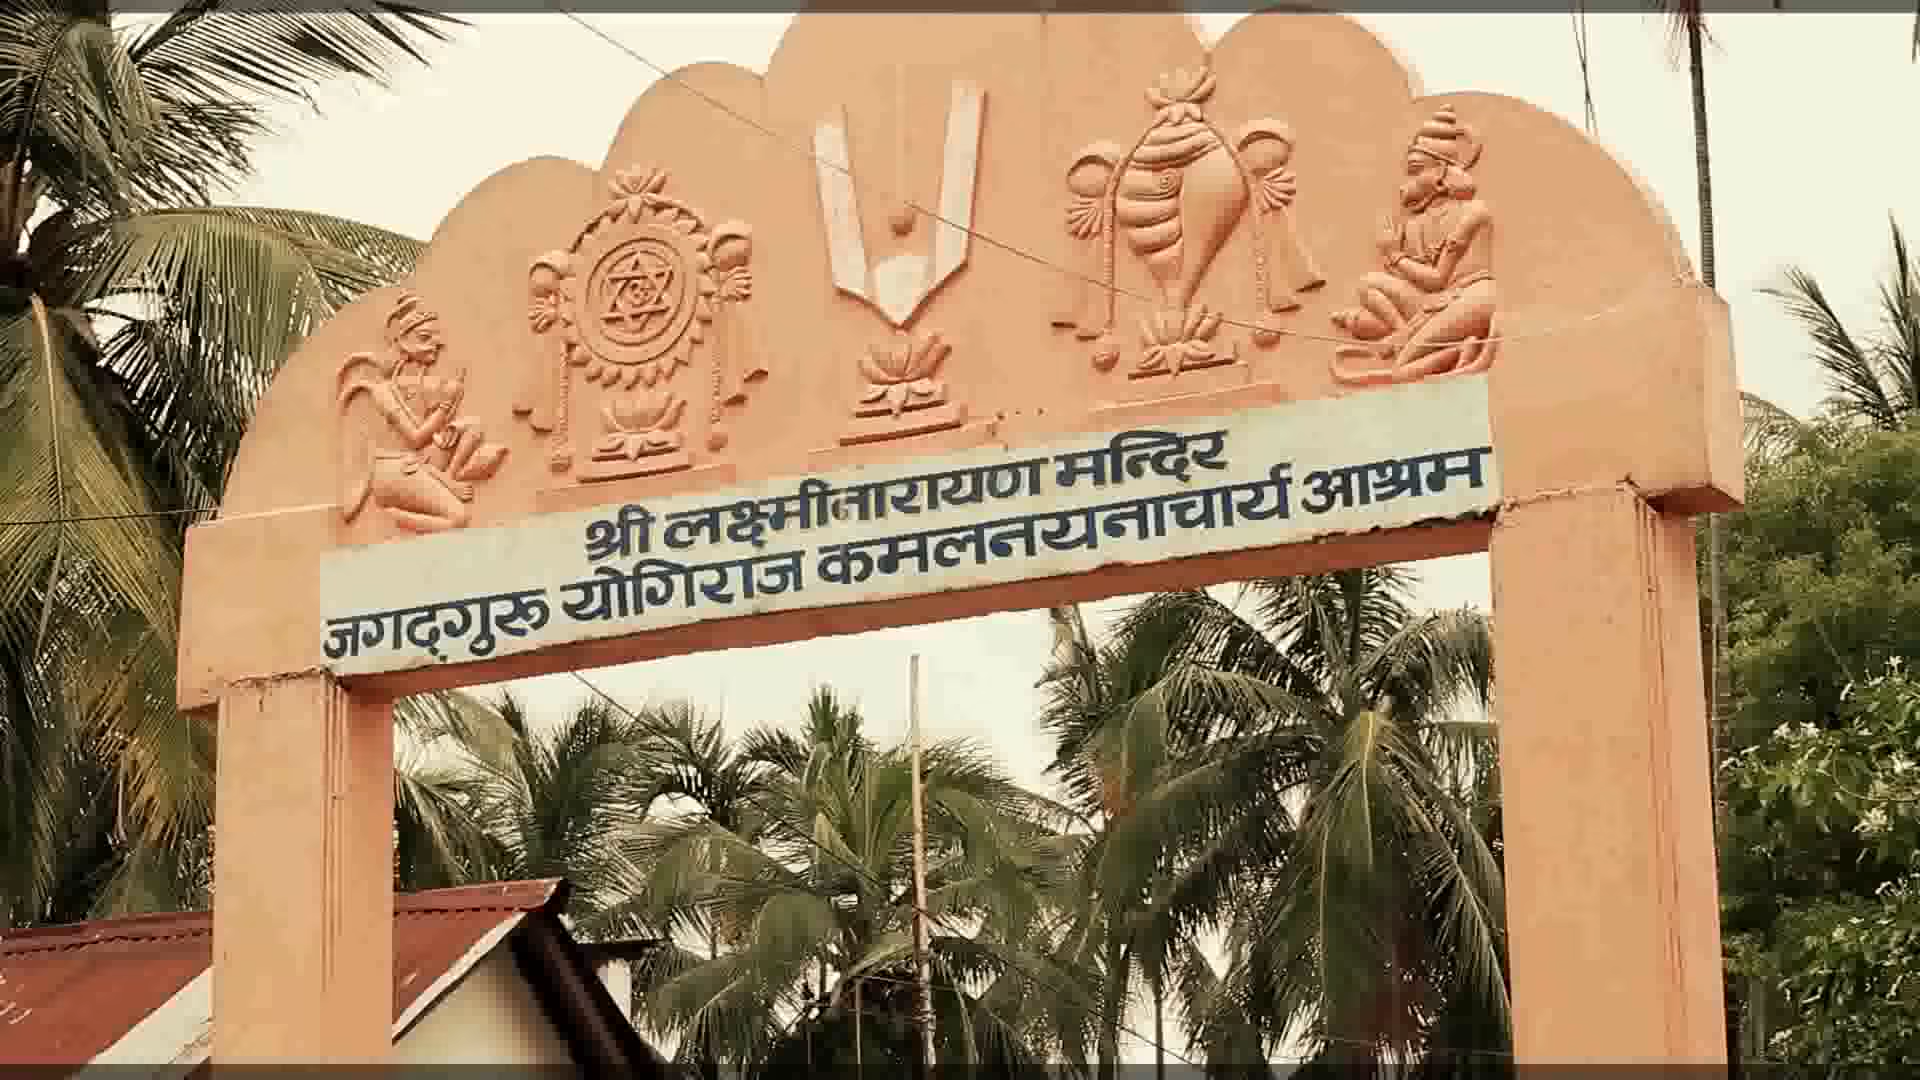 श्री लक्ष्मीनारायण मन्दिर
जगद्‌गुरू योगिराज कमलनयनाचार्य आश्रम